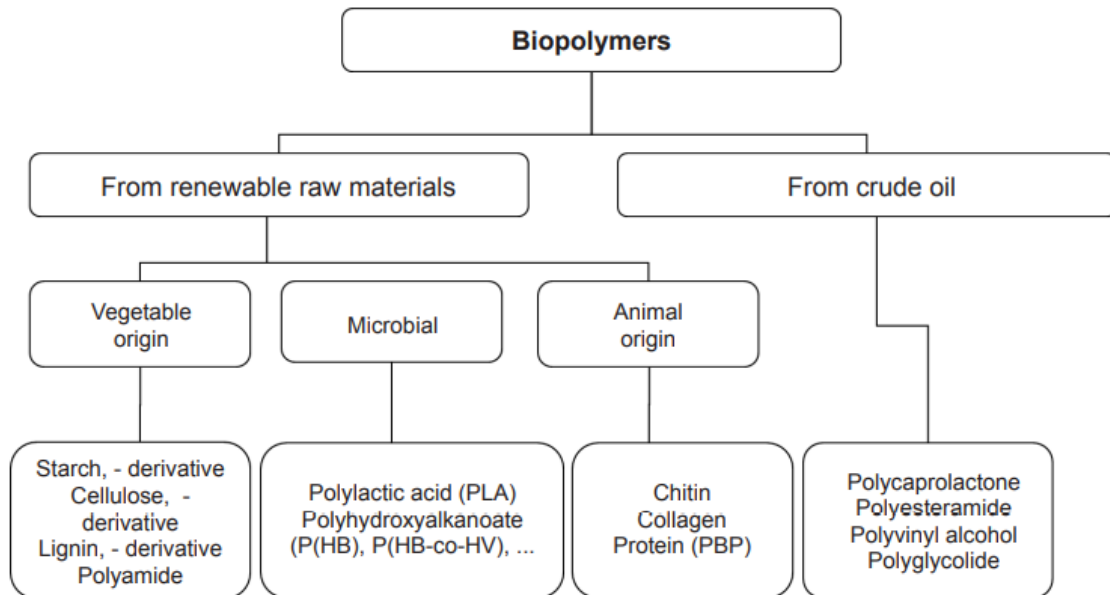 Biopolymers
From renewable raw materials
From crude oil
Vegetable
origin
Microbial
Animal
origin
Starch, - derivative
Cellulose, -
derivative
Lignin, - derivative
Polyamide
Polylactic acid (PLA)
Polyhydroxyalkanoate
(P(HB), P(HB-co-HV), ...
Chitin
Collagen
Protein (PBP)
Polycaprolactone
Polyesteramide
Polyvinyl alcohol
Polyglycolide